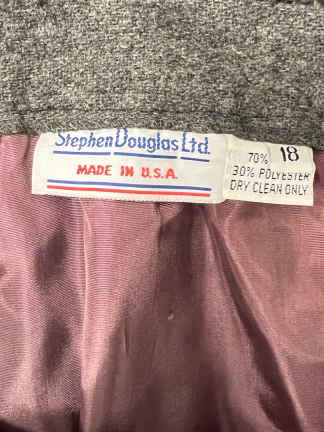 Stephen Douglas Ltd.
MADE IN U.S.A.
70%
18
30% POLYESTER
DRY CLEAN ONLY